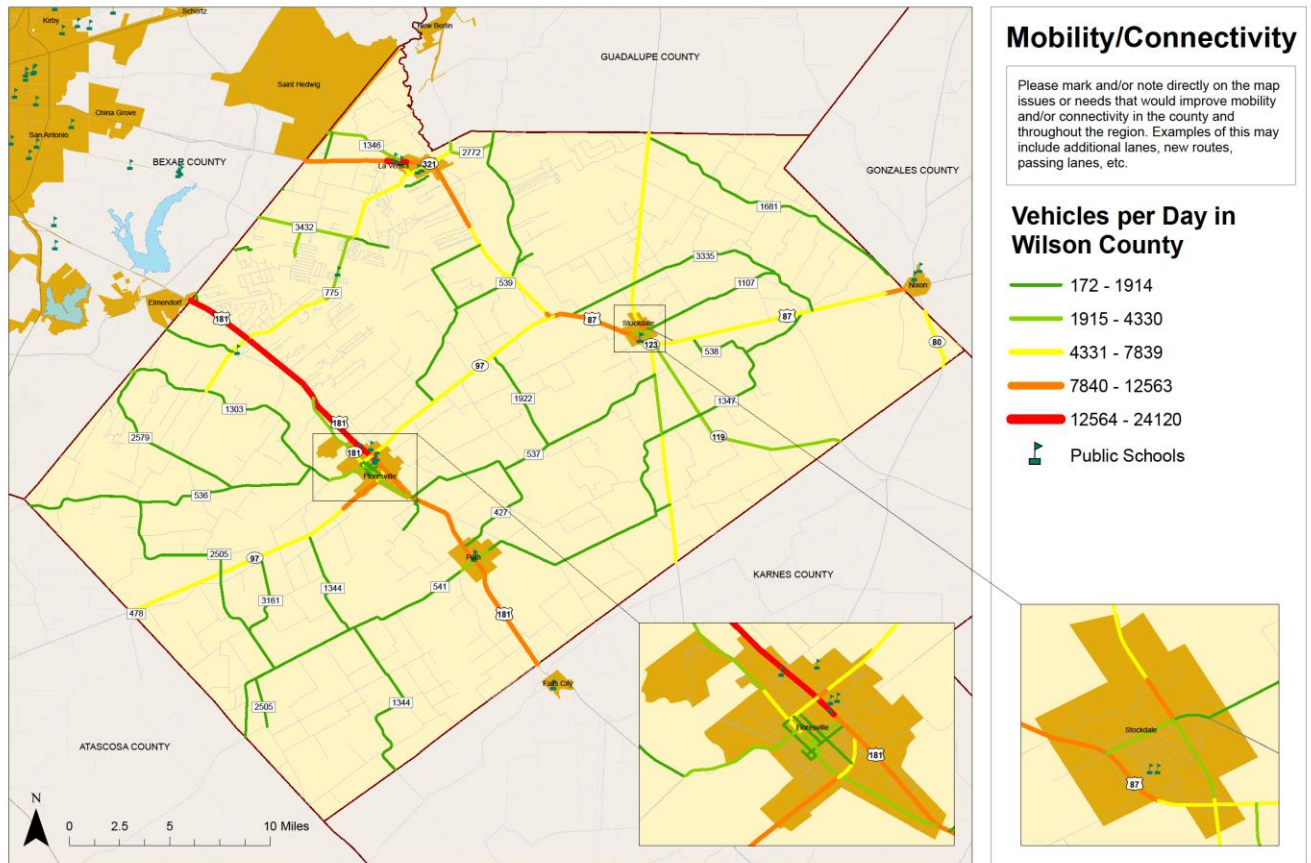 Kirby
Schertz
New Berlin
GUADALUPE COUNTY
Saint Hedwig
China Grove
San Antonio
BEXAR COUNTY
1346
La Vernia
321
2772
GONZALES COUNTY
1681
3432
3335
539
1107
Nixon
775
Elmendorf
181
87
Stockdale
87
123
538
80
97
1303
1922
1347
181
2579
181
119
Floresville
537
536
427
2505
97
Poth
KARNES COUNTY
3161
1344
541
478
181
Falls City
2505
1344
ATASCOSA COUNTY
N
0 2.5 5 10 Miles
Floresville
181
Stockdale
87
Mobility/Connectivity
Please mark and/or note directly on the map
issues or needs that would improve mobility
and/or connectivity in the county and
throughout the region. Examples of this may
include additional lanes, new routes,
passing lanes, etc.
Vehicles per Day in
Wilson County
172 - 1914
1915 - 4330
4331 - 7839
7840 - 12563
12564 - 24120
Public Schools